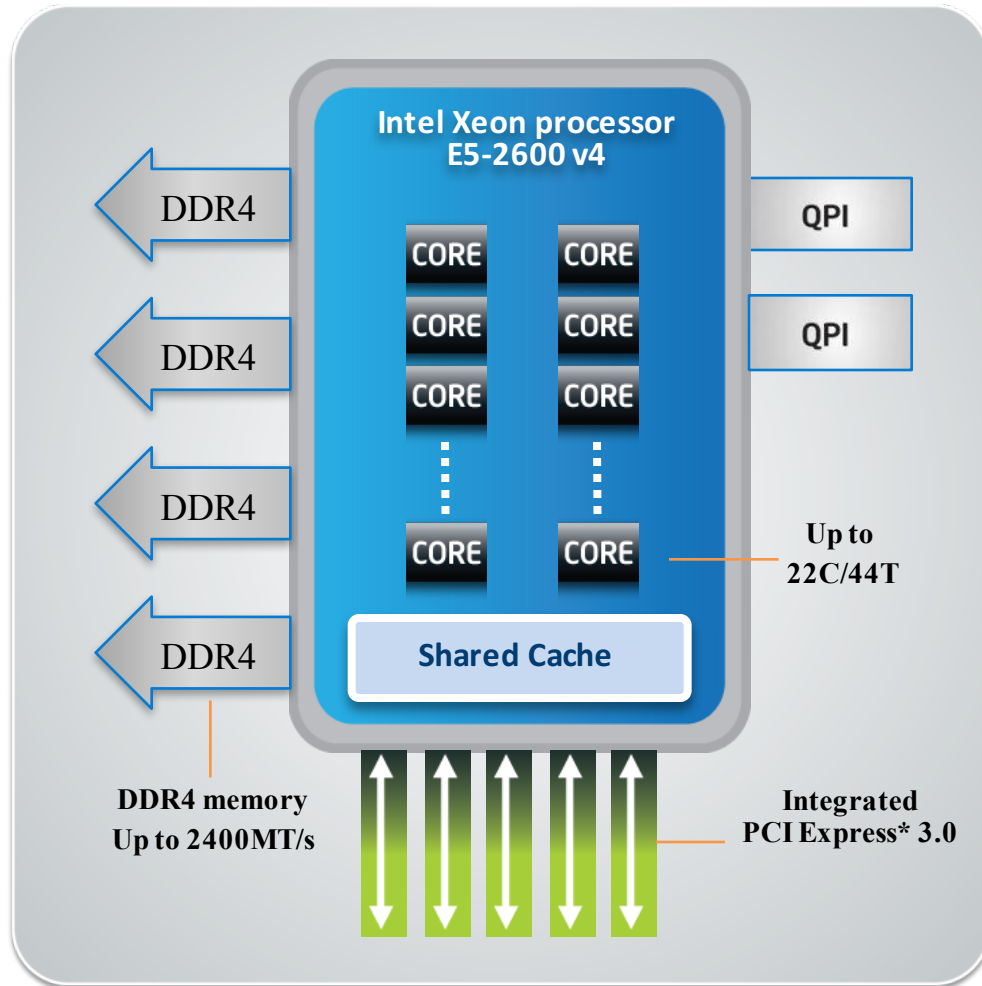 Intel Xeon processor
E5-2600 v4
DDR4
DDR4
DDR4
DDR4
QPI
QPI
CORE
CORE
CORE
CORE
CORE
CORE
CORE
CORE
Up to
22C/44T
Shared Cache
DDR4 memory
Up to 2400MT/s
Integrated
PCI Express* 3.0